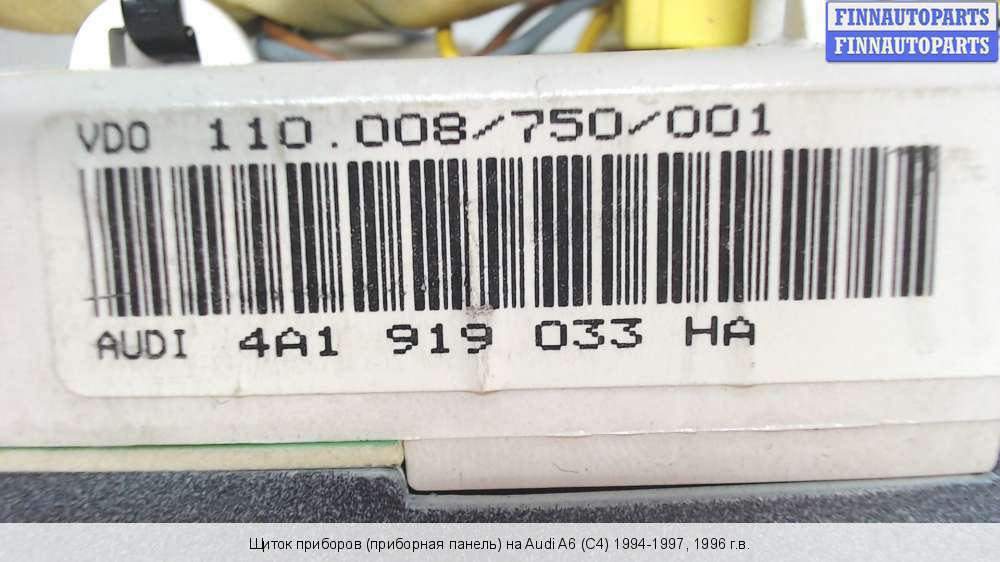 FINNAUTOPARTS
FINNAUTOPARTS
VDO 110.008/750/001
AUDI 4A1 919 033 HA
Щиток приборов (приборная панель) на Audi A6 (C4) 1994-1997, 1996 г.в.